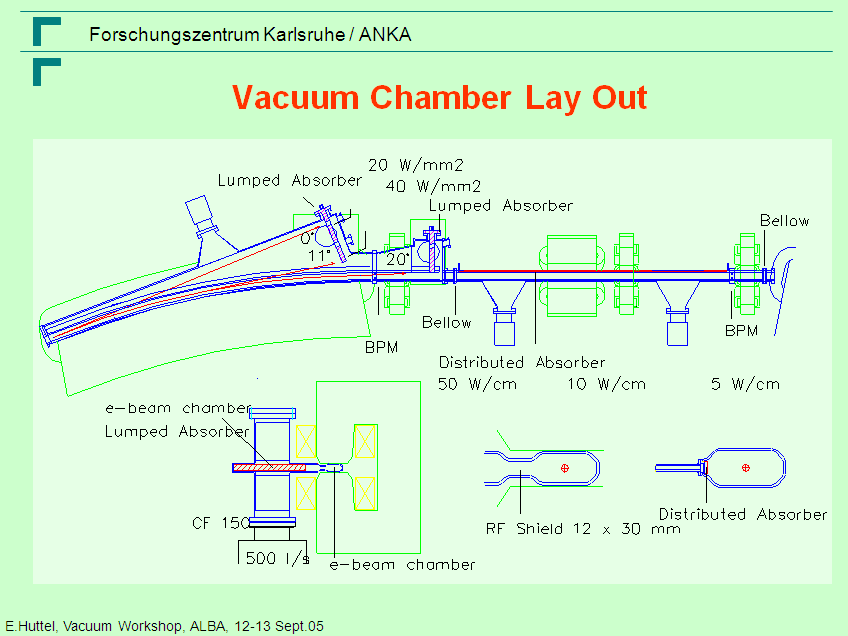 Forschungszentrum Karlsruhe / ANKA
Vacuum Chamber Lay Out
20 W/mm2
Lumped Absorber
40 W/mm2
Lumped Absorber
Bellow
0°
11°
20°
Bellow
BPM
BPM
Distributed Absorber
50 W/cm 10 W/cm 5 W/cm
e-beam chamber
Lumped Absorber
CF 150
500 l/s
e-beam chamber
RF Shield 12 x 30 mm
Distributed Absorber
E.Huttel, Vacuum Workshop, ALBA, 12-13 Sept.05